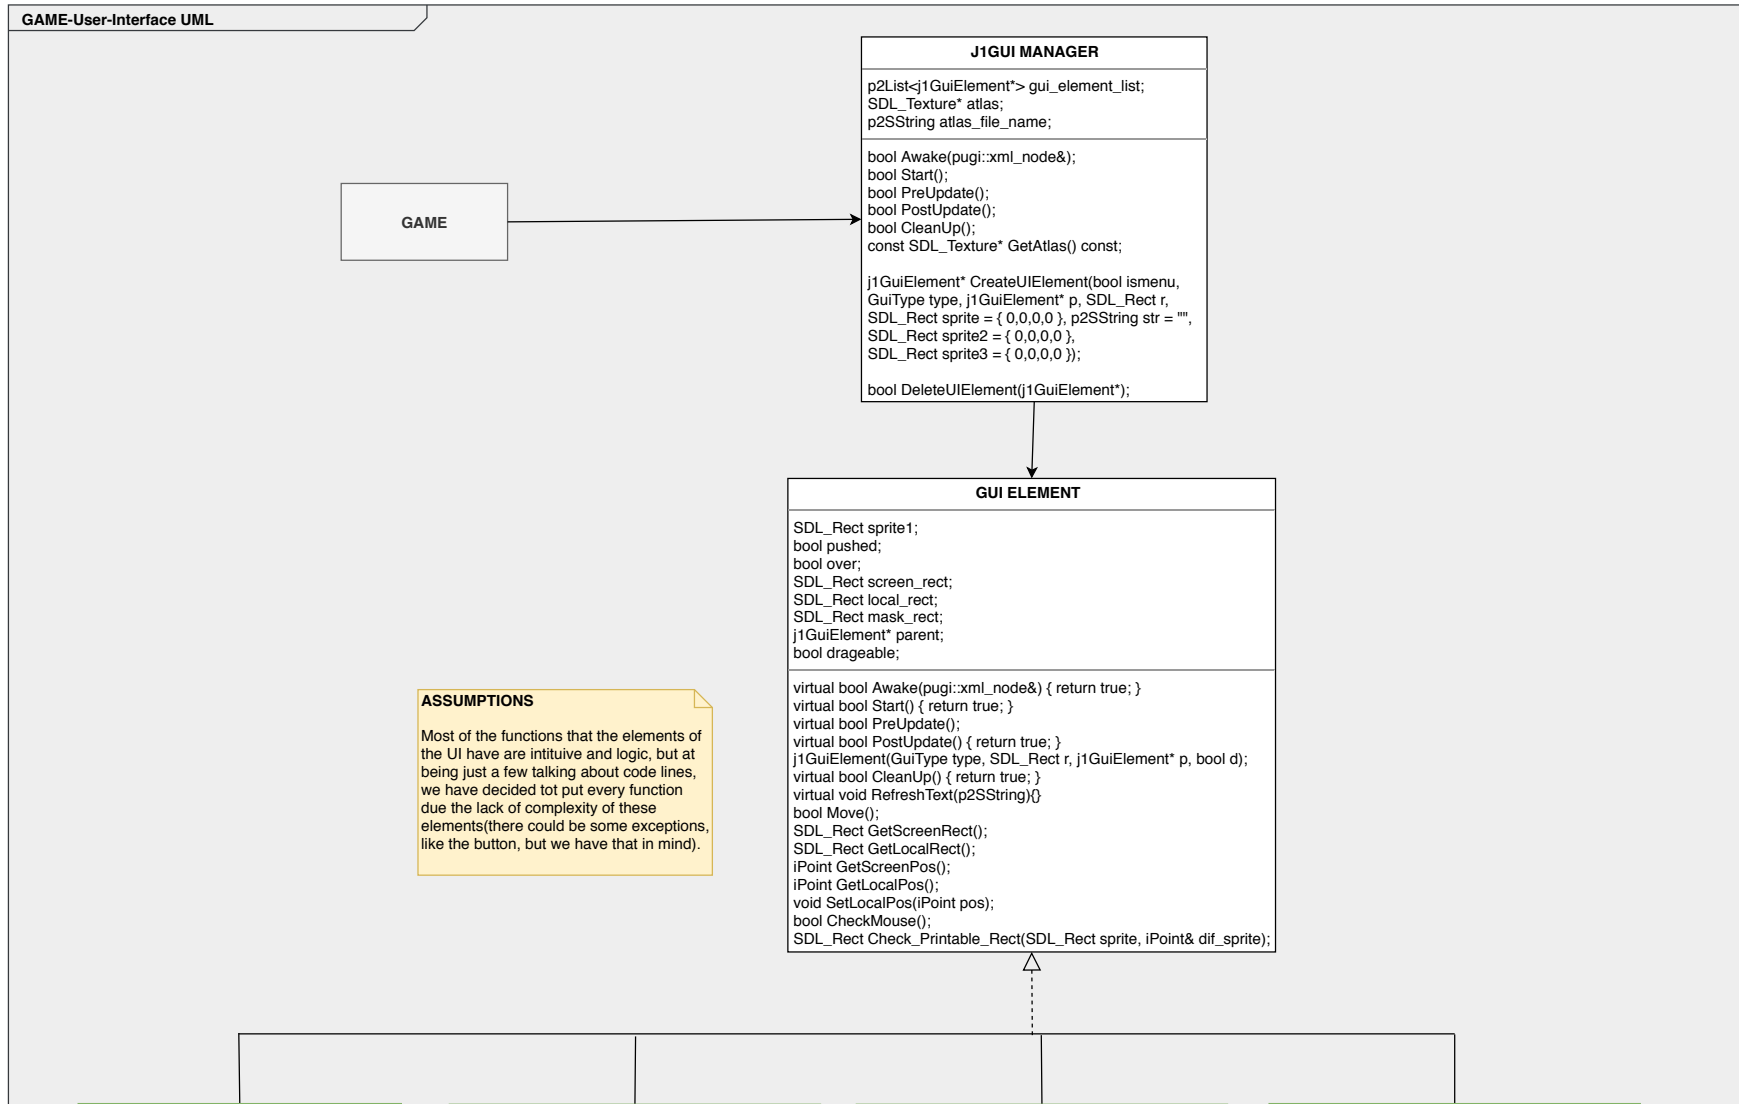 GAME-User-Interface UML
J1GUI MANAGER
p2List<j1GuiElement*> gui_element_list;
SDL_Texture* atlas;
p2SString atlas_file_name;
bool Awake(pugi::xml_node&);
bool Start();
bool PreUpdate();
bool PostUpdate();
bool CleanUp();
const SDL_Texture* GetAtlas() const;
j1GuiElement* CreateUIElement(bool ismenu,
GuiType type, j1GuiElement* p, SDL_Rect r,
SDL_Rect sprite = { 0,0,0,0 }, p2SString str = "",
SDL_Rect sprite2 = { 0,0,0,0 },
SDL_Rect sprite3 = { 0,0,0,0 });
bool DeleteUIElement(j1GuiElement*);
GAME
GUI ELEMENT
SDL_Rect sprite1;
bool pushed;
bool over;
SDL_Rect screen_rect;
SDL_Rect local_rect;
SDL_Rect mask_rect;
j1GuiElement* parent;
bool drageable;
virtual bool Awake(pugi::xml_node&) { return true; }
virtual bool Start() { return true; }
virtual bool PreUpdate();
virtual bool PostUpdate() { return true; }
j1GuiElement(GuiType type, SDL_Rect r, j1GuiElement* p, bool d);
virtual bool CleanUp() { return true; }
virtual void RefreshText(p2SString){}
bool Move();
SDL_Rect GetScreenRect();
SDL_Rect GetLocalRect();
iPoint GetScreenPos();
iPoint GetLocalPos();
void SetLocalPos(iPoint pos);
bool CheckMouse();
SDL_Rect Check_Printable_Rect(SDL_Rect sprite, iPoint& dif_sprite);
ASSUMPTIONS
Most of the functions that the elements of
the UI have are intituive and logic, but at
being just a few talking about code lines,
we have decided tot put every function
due the lack of complexity of these
elements(there could be some exceptions,
like the button, but we have that in mind).